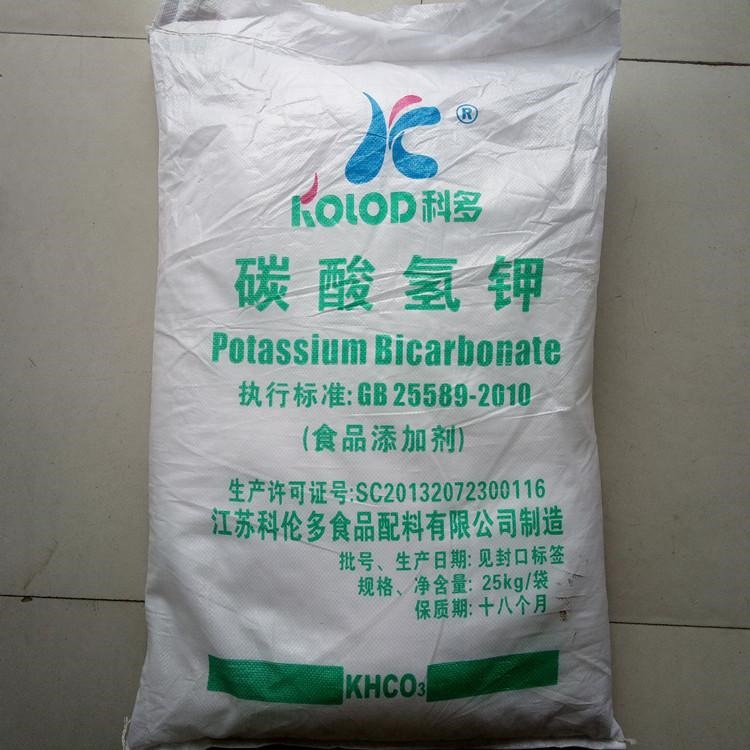 ®
KOLOD科多
碳酸氢钾
Potassium Bicarbonate
执行标准:GB 25589-2010
(食品添加剂)
生产许可证号:SC20132072300116
江苏科伦多食品配料有限公司制造
批号、生产日期:见封口标签
规格、净含量:25kg/袋
保质期:十八个月
KHCO₃